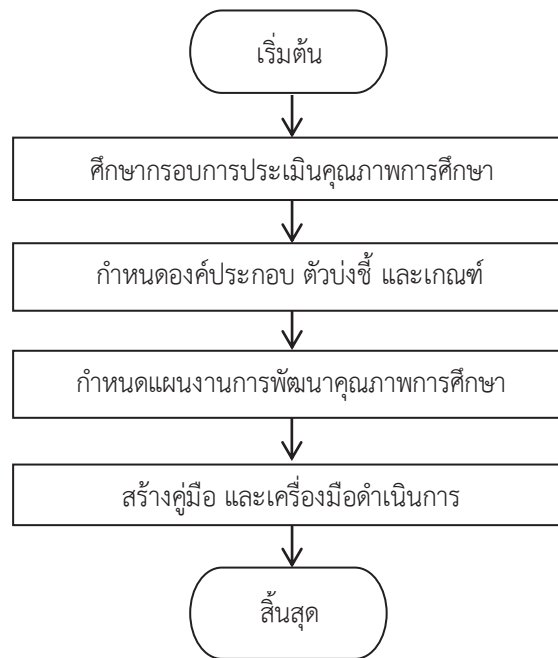 เริ่มต้น
ศึกษากรอบการประเมินคุณภาพการศึกษา
กำหนดองค์ประกอบ ตัวบ่งชี้ และเกณฑ์
กำหนดแผนงานการพัฒนาคุณภาพการศึกษา
สร้างคู่มือ และเครื่องมือดำเนินการ
สิ้นสุด